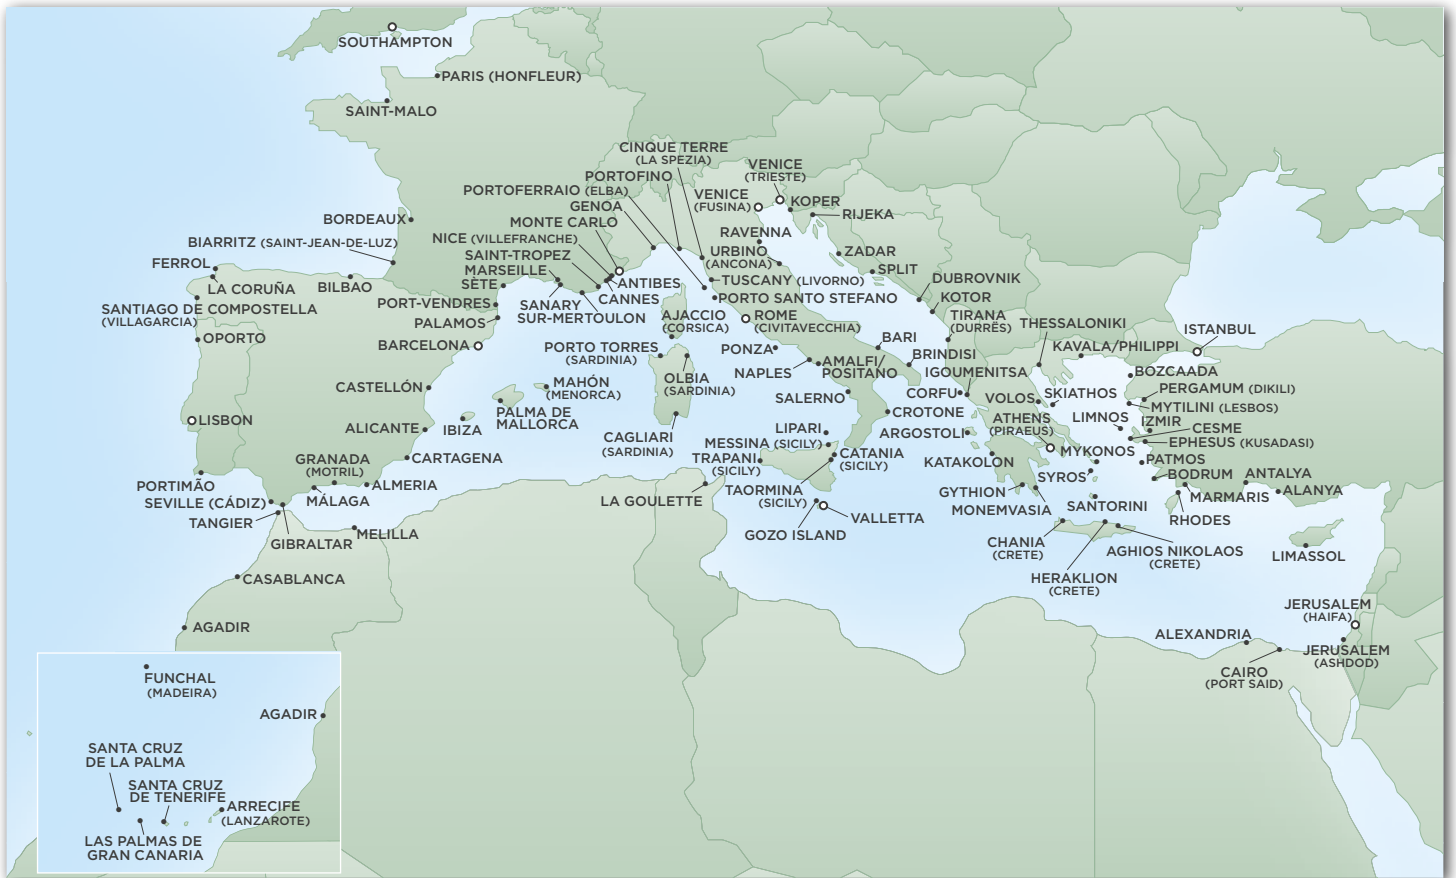 SOUTHAMPTON
PARIS (HONFLEUR)
SAINT-MALO
CINQUE TERRE
(LA SPEZIA)
PORTOFINO
PORTOFERRAIO (ELBA)
GENOA
MONTE CARLO
NICE (VILLEFRANCHE)
SAINT-TROPEZ
MARSEILLE
SÈTE
BORDEAUX
BIARRITZ (SAINT-JEAN-DE-LUZ)
FERROL
LA CORUÑA
BILBAO
SANTIAGO DE COMPOSTELLA
(VILLAGARCIA)
OPORTO
PORT-VENDRES
PALAMOS
BARCELONA
SANARY
SUR-MERTOULON
ANTIBES
CANNES
VENICE
(TRIESTE)
VENICE
(FUSINA)
KOPER
RIJEKA
RAVENNA
URBINO
(ANCONA)
ZADAR
SPLIT
TUSCANY (LIVORNO)
PORTO SANTO STEFANO
DUBROVNIK
KOTOR
AJACCIO
(CORSICA)
ROME
(CIVITAVECCHIA)
TIRANA
(DURRËS)
THESSALONIKI
ISTANBUL
KAVALA/PHILIPPI
PORTO TORRES
(SARDINIA)
PONZA
BARI
NAPLES
AMALFI/
POSITANO
BRINDISI
IGOUMENITSA
BOZCAADA
CASTELLÓN
MAHÓN
(MENORCA)
OLBIA
(SARDINIA)
SALERNO
CORFU
VOLOS
SKIATHOS
PERGAMUM (DIKILI)
MYTILINI (LESBOS)
LISBON
ALICANTE
IBIZA
PALMA DE
MALLORCA
CROTONE
ATHENS
(PIRAEUS)
LIMNOS
IZMIR
CESME
CAGLIARI
(SARDINIA)
LIPARI
MESSINA (SICILY)
ARGOSTOLI
EPHESUS (KUSADASI)
GRANADA
(MOTRIL)
CARTAGENA
TRAPANI
(SICILY)
CATANIA
(SICILY)
KATAKOLON
MYKONOS
PATMOS
PORTIMÃO
SEVILLE (CÁDIZ)
MÁLAGA
ALMERIA
LA GOULETTE
TAORMINA
(SICILY)
GYTHION
MONEMVASIA
SYROS
BODRUM
ANTALYA
MARMARIS
ALANYA
TANGIER
GIBRALTAR
MELILLA
GOZO ISLAND
VALLETTA
SANTORINI
RHODES
CHANIA
(CRETE)
AGHIOS NIKOLAOS
(CRETE)
LIMASSOL
CASABLANCA
HERAKLION
(CRETE)
AGADIR
JERUSALEM
(HAIFA)
ALEXANDRIA
JERUSALEM
(ASHDOD)
CAIRO
(PORT SAID)
FUNCHAL
(MADEIRA)
AGADIR
SANTA CRUZ
DE LA PALMA
SANTA CRUZ
DE TENERIFE
ARRECIFE
(LANZAROTE)
LAS PALMAS DE
GRAN CANARIA